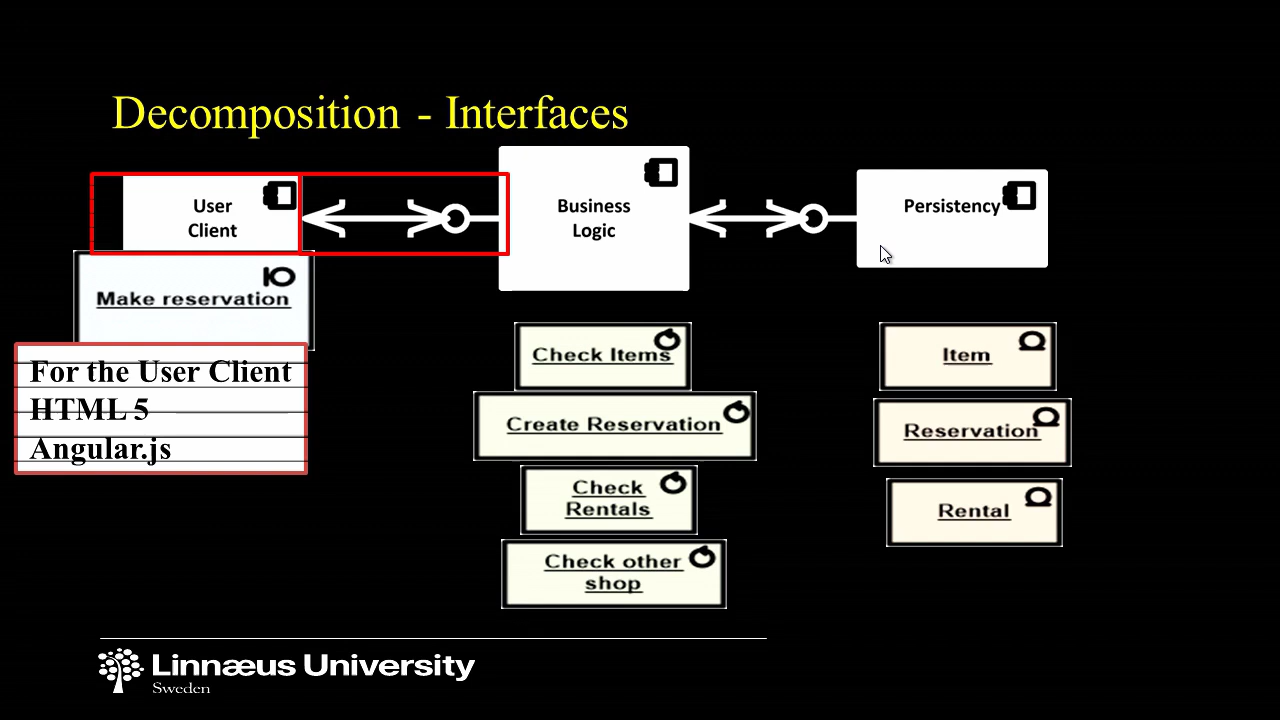 Decomposition - Interfaces
User
Client
Business
Logic
Persistency
Make reservation
For the User Client
HTML 5
Angular.js
Check Items
Create Reservation
Check
Rentals
Check other
shop
Item
Reservation
Rental
Linnæus University
Sweden